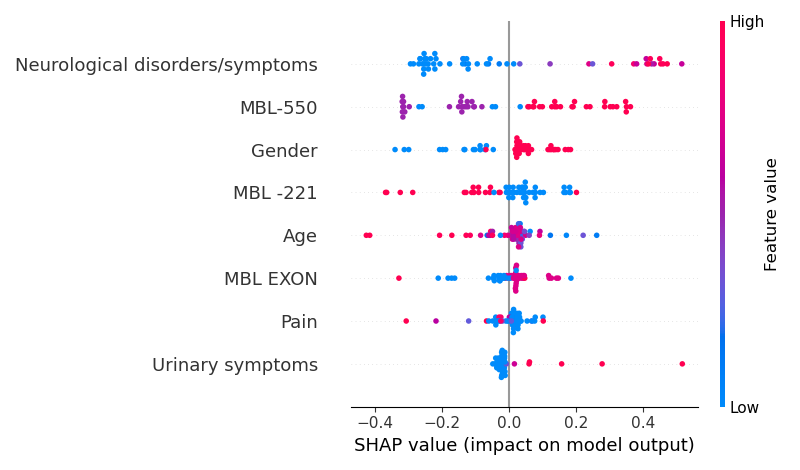 High
Neurological disorders/symptoms
MBL-550
Gender
MBL -221
Age
MBL EXON
Pain
Urinary symptoms
Feature value
Low
−0.4 −0.2 0.0 0.2 0.4
SHAP value (impact on model output)